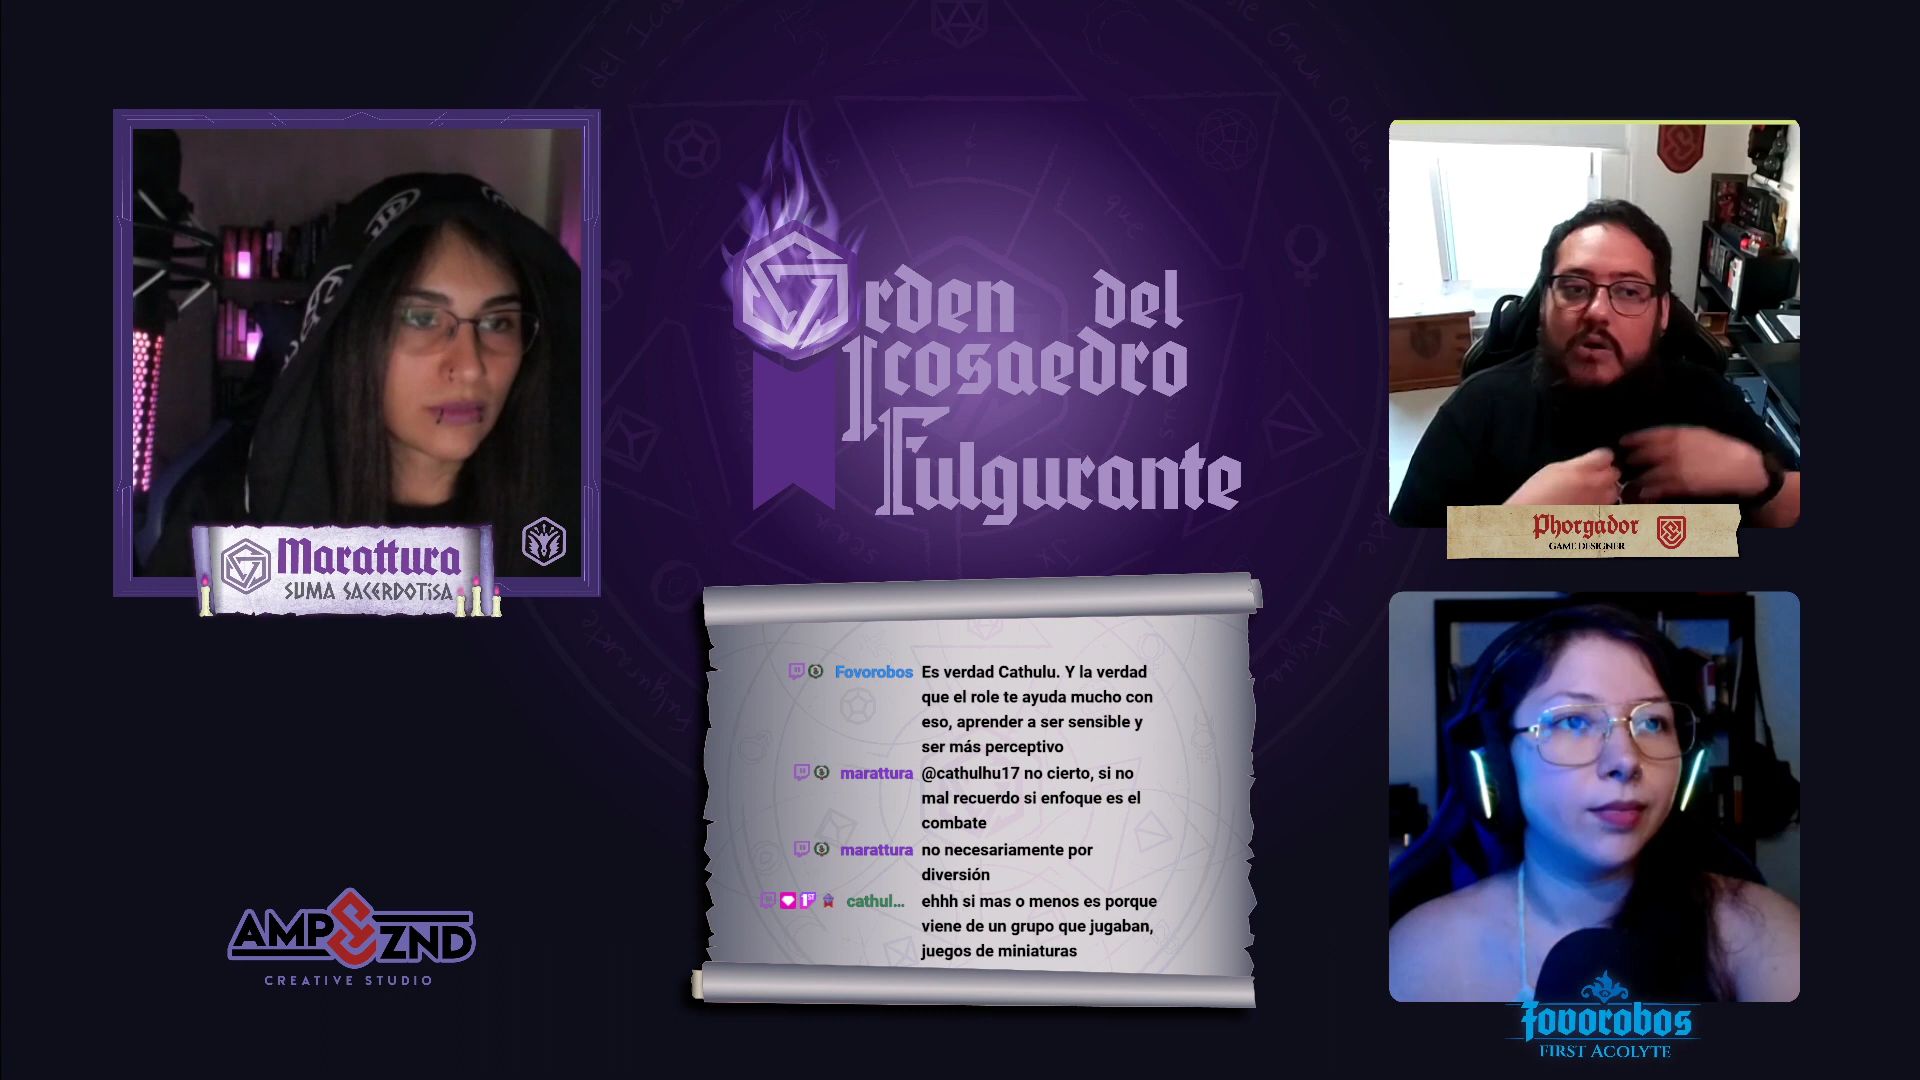 Orden del
Icosaedro
Fulgurante
Marattura
SUMA SACERDOTISA
Phorgador
GAME DESIGNER
Fovorobos Es verdad Cathulu. Y la verdad
que el role te ayuda mucho con
eso, aprender a ser sensible y
ser más perceptivo
marattura @cathulhu17 no cierto, si no
mal recuerdo si enfoque es el
combate
marattura no necesariamente por
diversión
cathul... ehhh si mas o menos es porque
viene de un grupo que jugaban,
juegos de miniaturas
AMP ZND
CREATIVE STUDIO
fovorobos
FIRST ACOLYTE